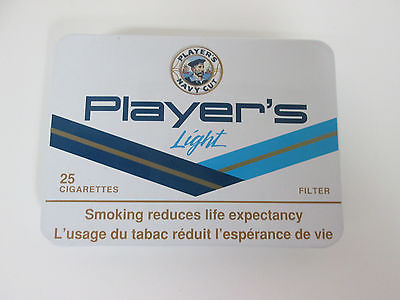 PLAYER'S
NAVY CUT
Player's
Light
25
CIGARETTES
FILTER
Smoking reduces life expectancy
L'usage du tabac réduit l'espérance de vie